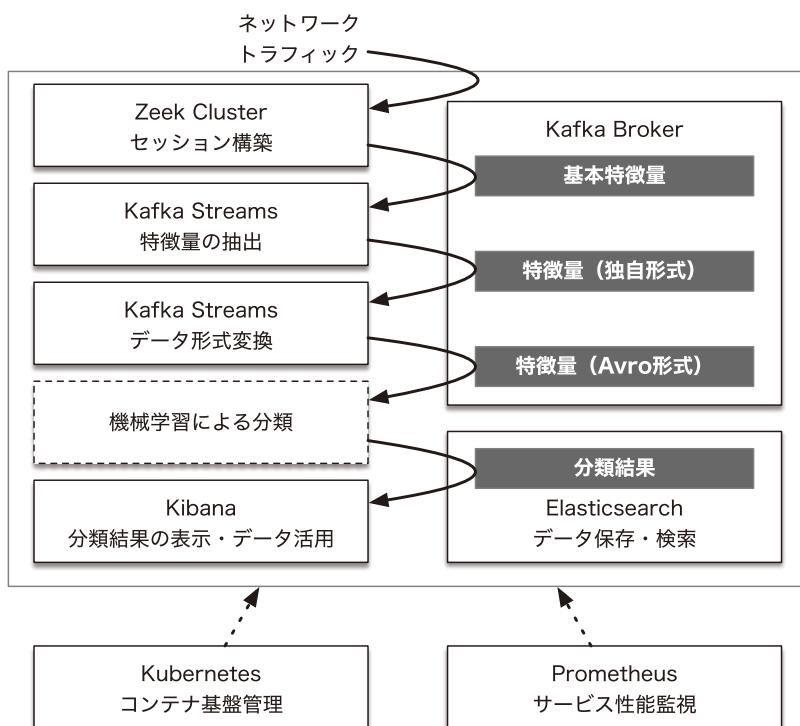 ネットワーク
トラフィック
Zeek Cluster
セッション構築
Kafka Streams
特徴量の抽出
Kafka Streams
データ形式変換
機械学習による分類
Kibana
分類結果の表示・データ活用
Kafka Broker
基本特徴量
特徴量（独自形式）
特徴量（Avro形式）
分類結果
Elasticsearch
データ保存・検索
Kubernetes
コンテナ基盤管理
Prometheus
サービス性能監視